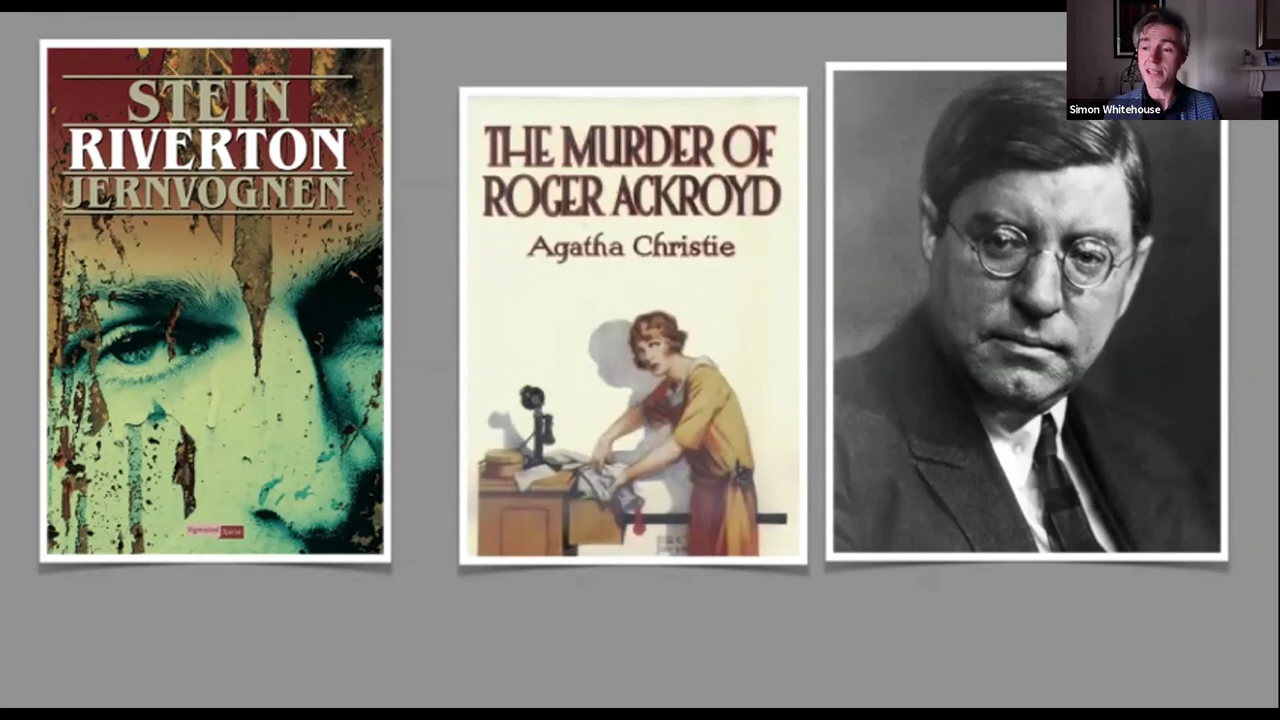 STEIN
RIVERTON
JERNVOGNEN
THE MURDER OF
ROGER ACKROYD
Agatha Christie
Simon Whitehouse